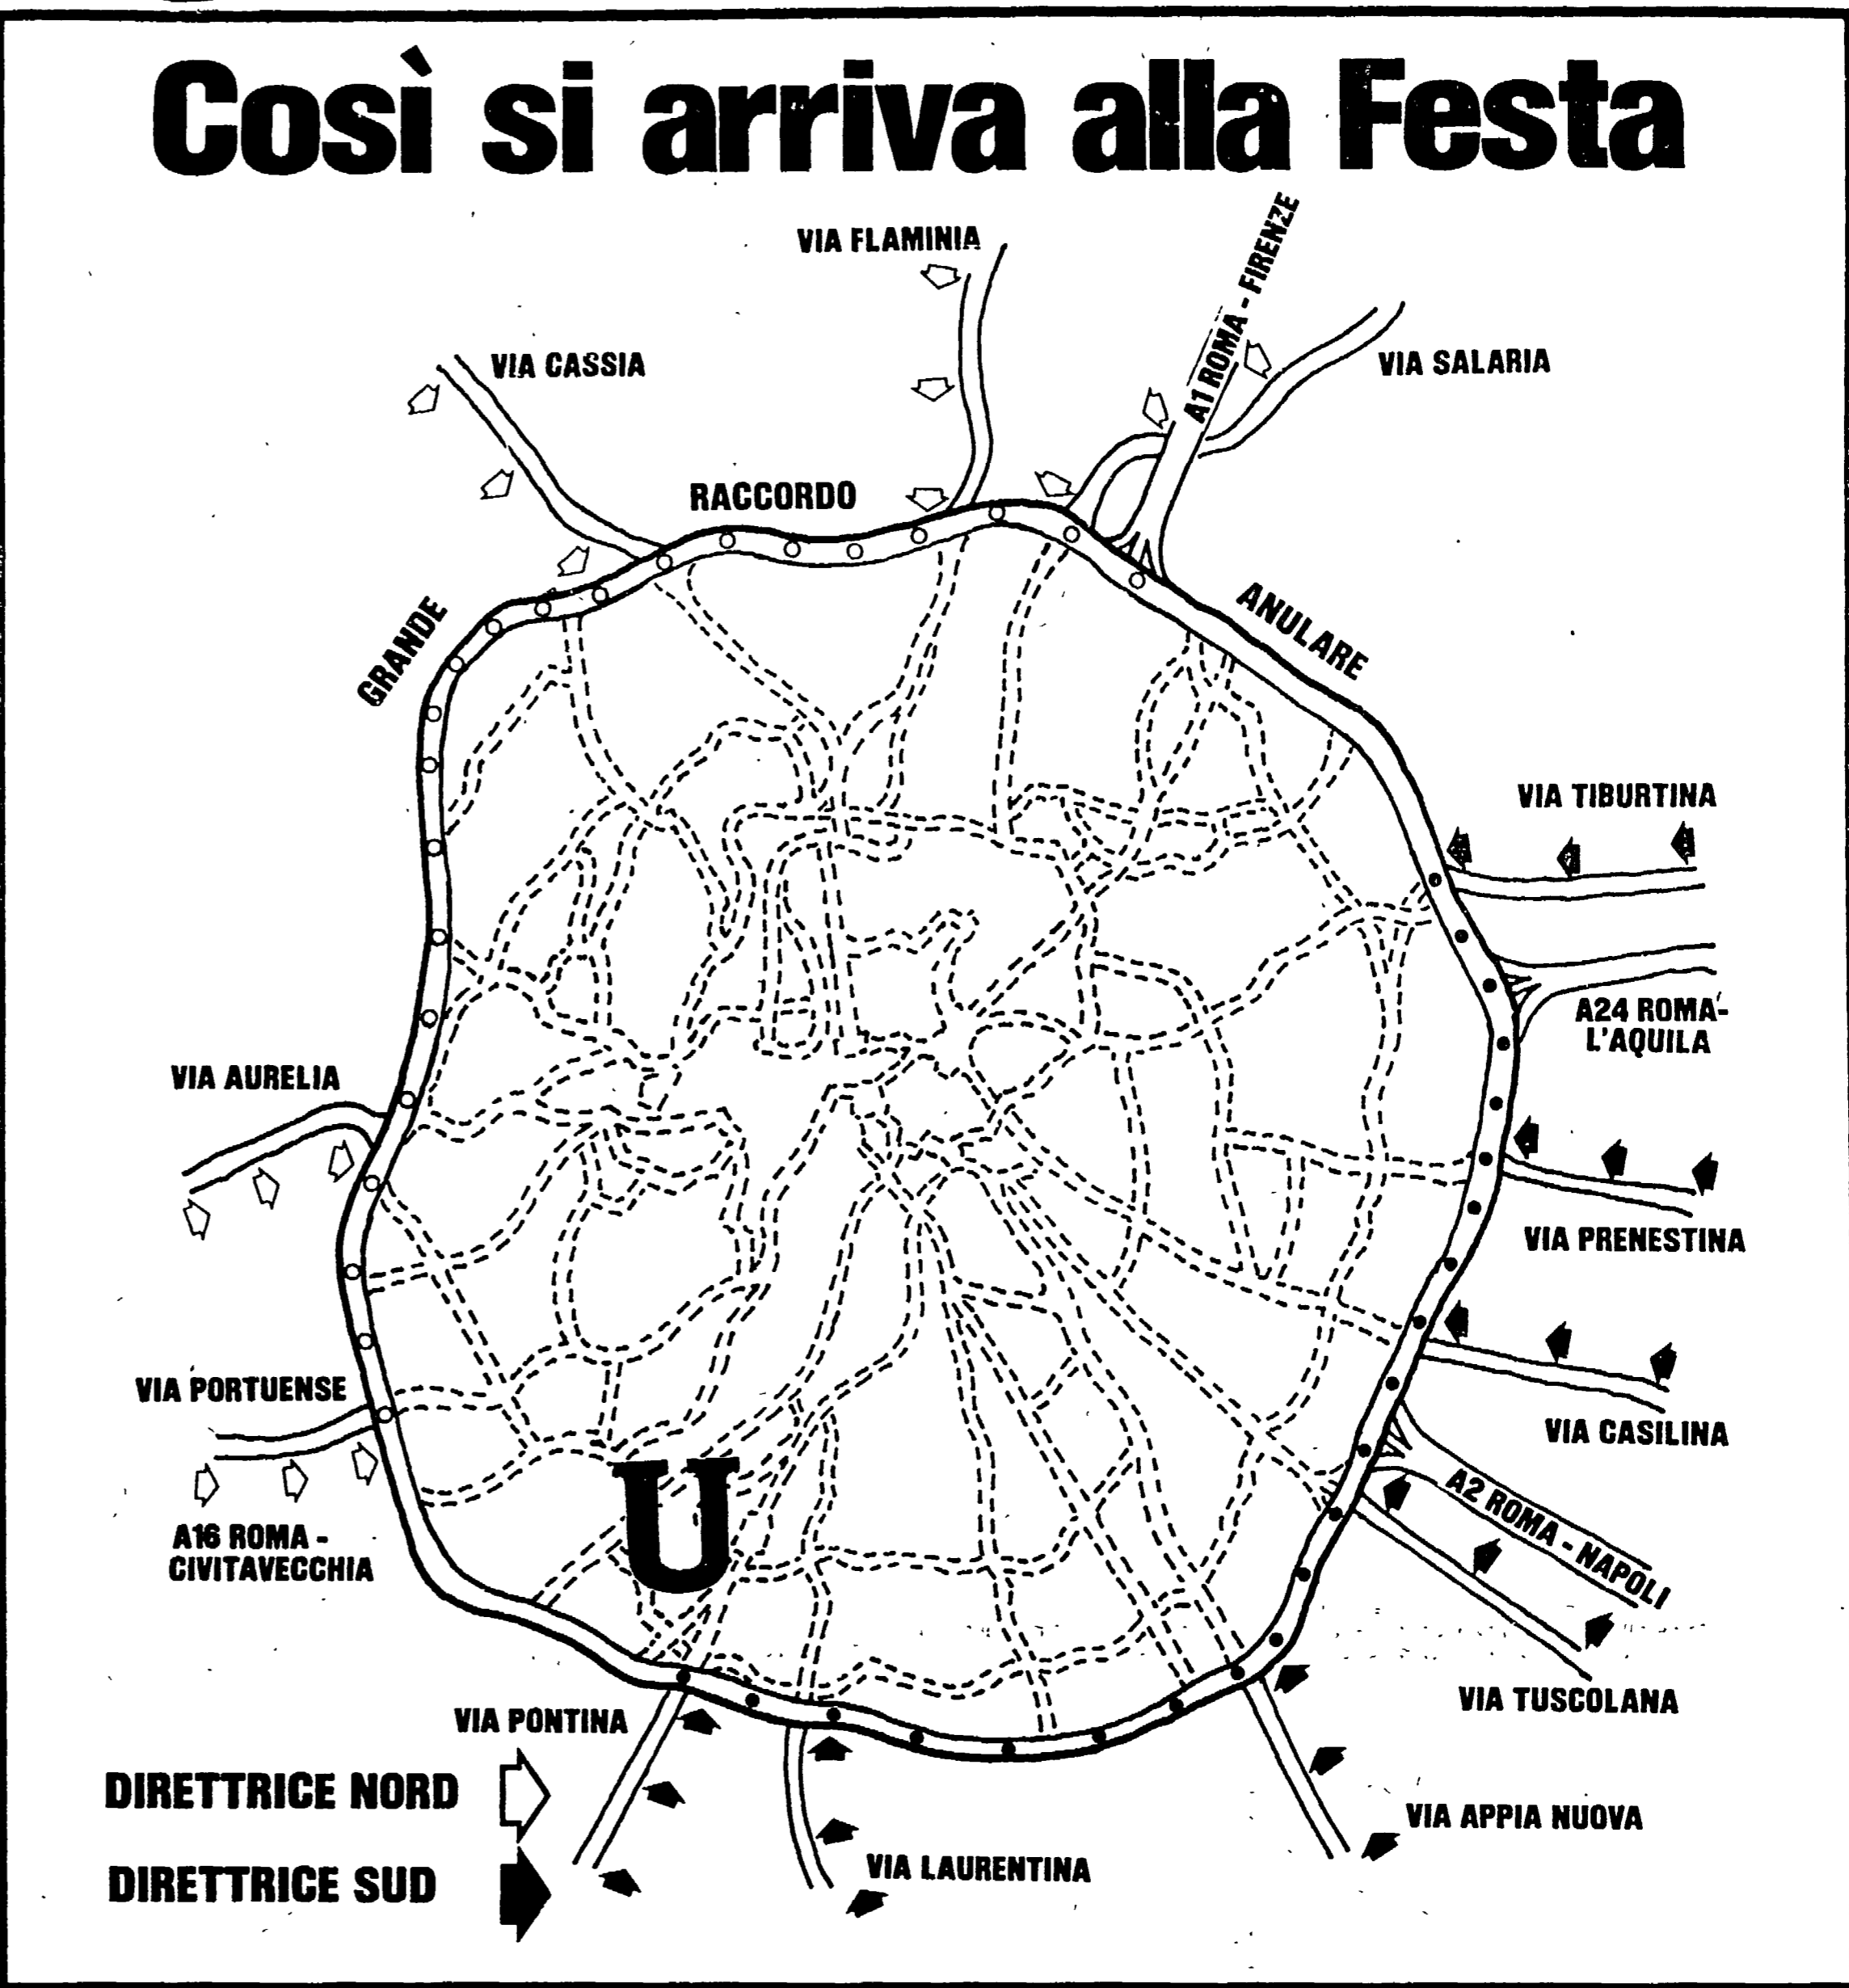 Così si arriva alla Festa
VIA FLAMINIA
A1 ROMA - FIRENZE
VIA CASSIA
VIA SALARIA
RACCORDO
GRANDE
ANULARE
VIA TIBURTINA
A24 ROMA-
L'AQUILA
VIA AURELIA
VIA PRENESTINA
VIA PORTUENSE
VIA CASILINA
A2 ROMA - NAPOLI
A16 ROMA -
CIVITAVECCHIA
U
VIA TUSCOLANA
VIA PONTINA
DIRETTRICE NORD
VIA APPIA NUOVA
VIA LAURENTINA
DIRETTRICE SUD